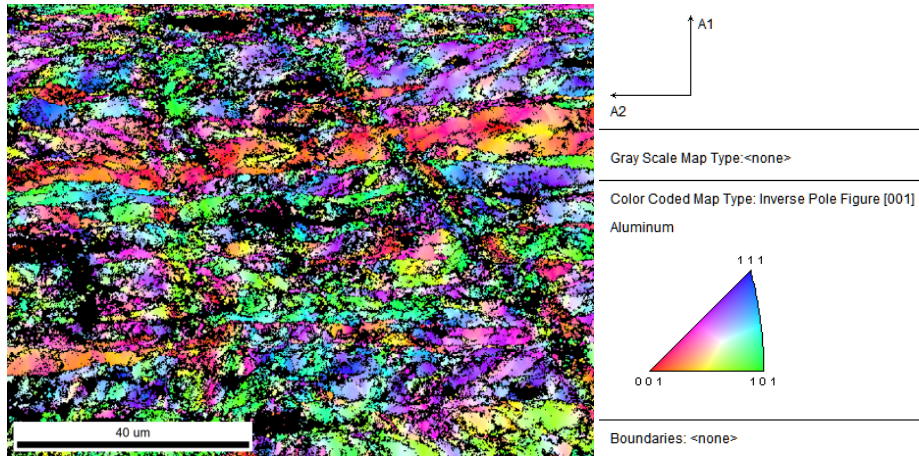 A1
A2
Gray Scale Map Type:<none>
Color Coded Map Type: Inverse Pole Figure [001]
Aluminum
1 1 1
0 0 1
1 0 1
40 um
Boundaries: <none>